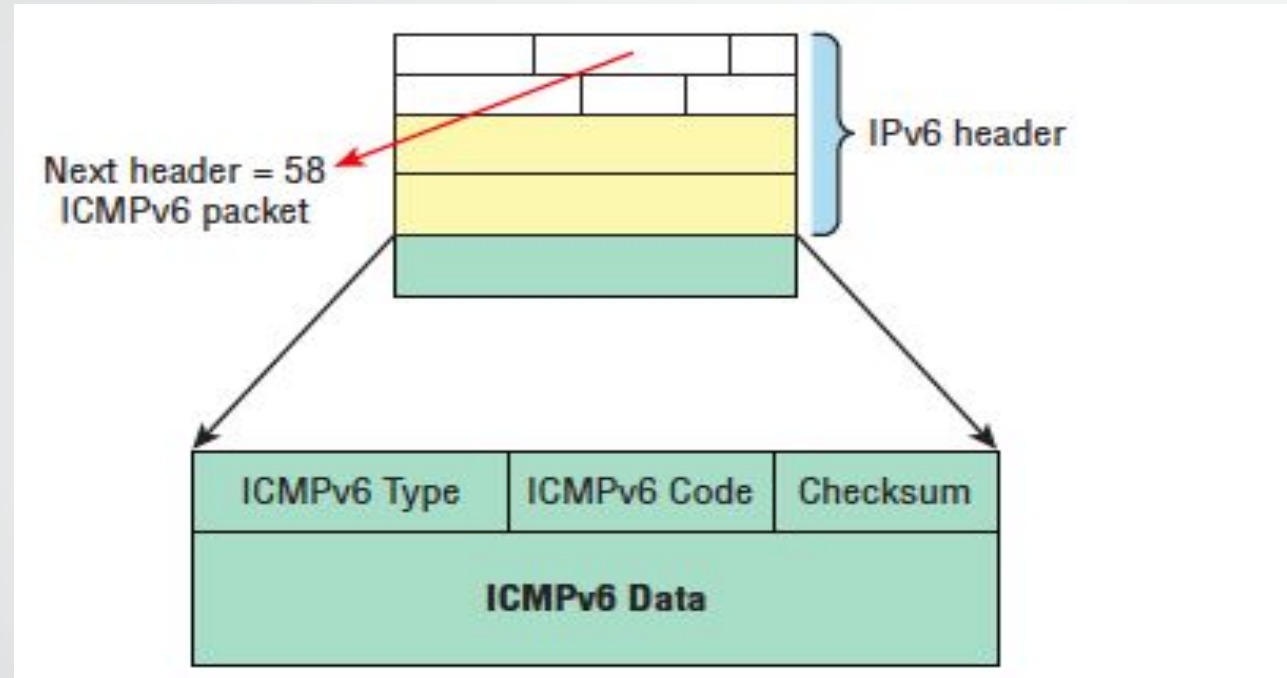 IPv6 header
Next header = 58
ICMPv6 packet
ICMPv6 Type
ICMPv6 Code
Checksum
ICMPv6 Data